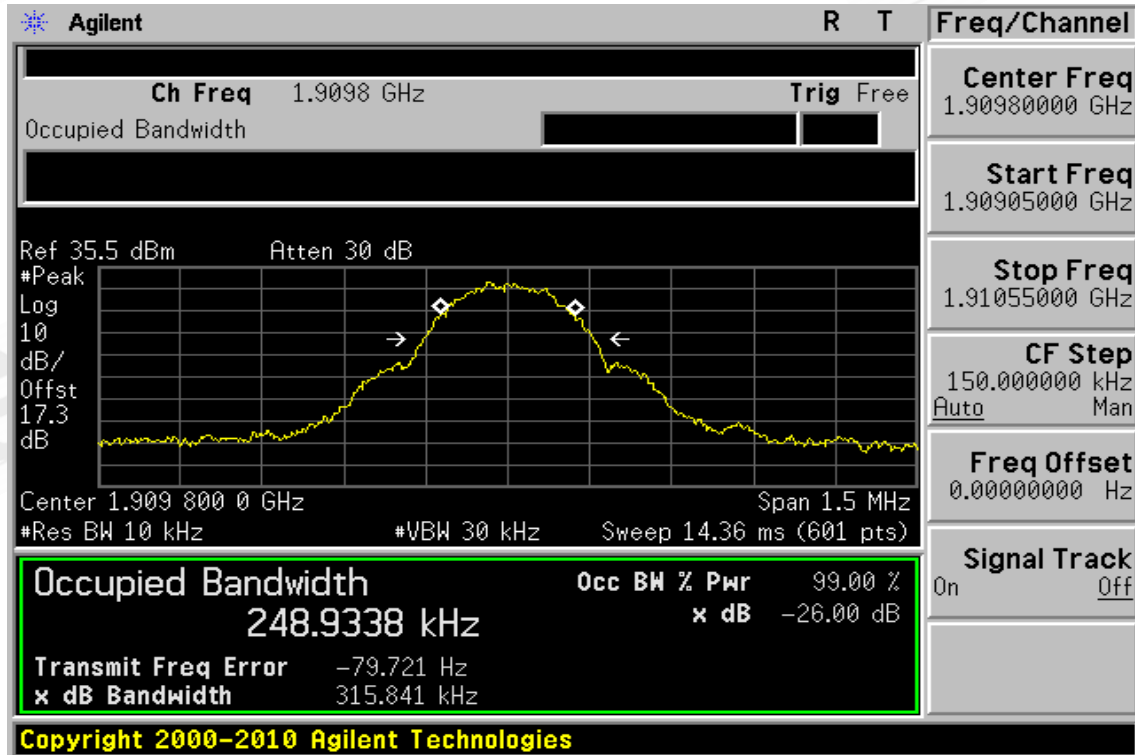 Agilent R T
Ch Freq 1.9098 GHz Trig Free
Occupied Bandwidth
Ref 35.5 dBm Atten 30 dB
#Peak
Log
10
dB/
Offst
17.3
dB
Center 1.909 800 0 GHz Span 1.5 MHz
#Res BW 10 kHz #VBW 30 kHz Sweep 14.36 ms (601 pts)
Occupied Bandwidth Occ BW % Pwr 99.00 %
248.9338 kHz x dB -26.00 dB
Transmit Freq Error -79.721 Hz
x dB Bandwidth 315.841 kHz
Copyright 2000-2010 Agilent Technologies
Freq/Channel
Center Freq
1.90980000 GHz
Start Freq
1.90905000 GHz
Stop Freq
1.91055000 GHz
CF Step
150.000000 kHz
Auto Man
Freq Offset
0.00000000 Hz
Signal Track
On Off